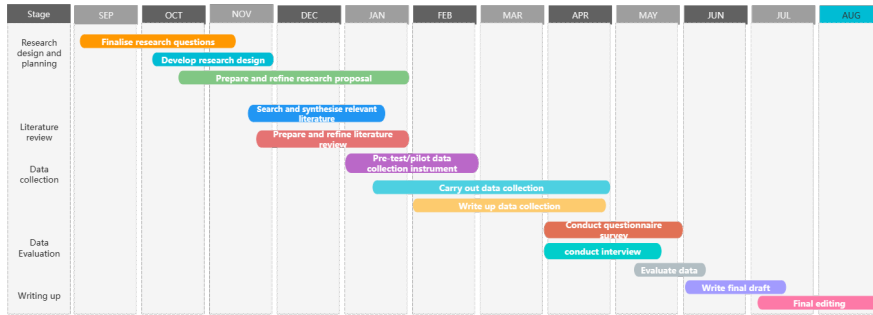 Stage SEP OCT NOV DEC JAN FEB MAR APR MAY JUN JUL AUG
Research
design and
planning
Finalise research questions
Develop research design
Prepare and refine research proposal
Literature
review
Search and synthesise relevant
literature
Prepare and refine literature
review
Data
collection
Pre-test/pilot data
collection instrument
Carry out data collection
Write up data collection
Data
Evaluation
Conduct questionnaire
survey
conduct interview
Evaluate data
Writing up
Write final draft
Final editing